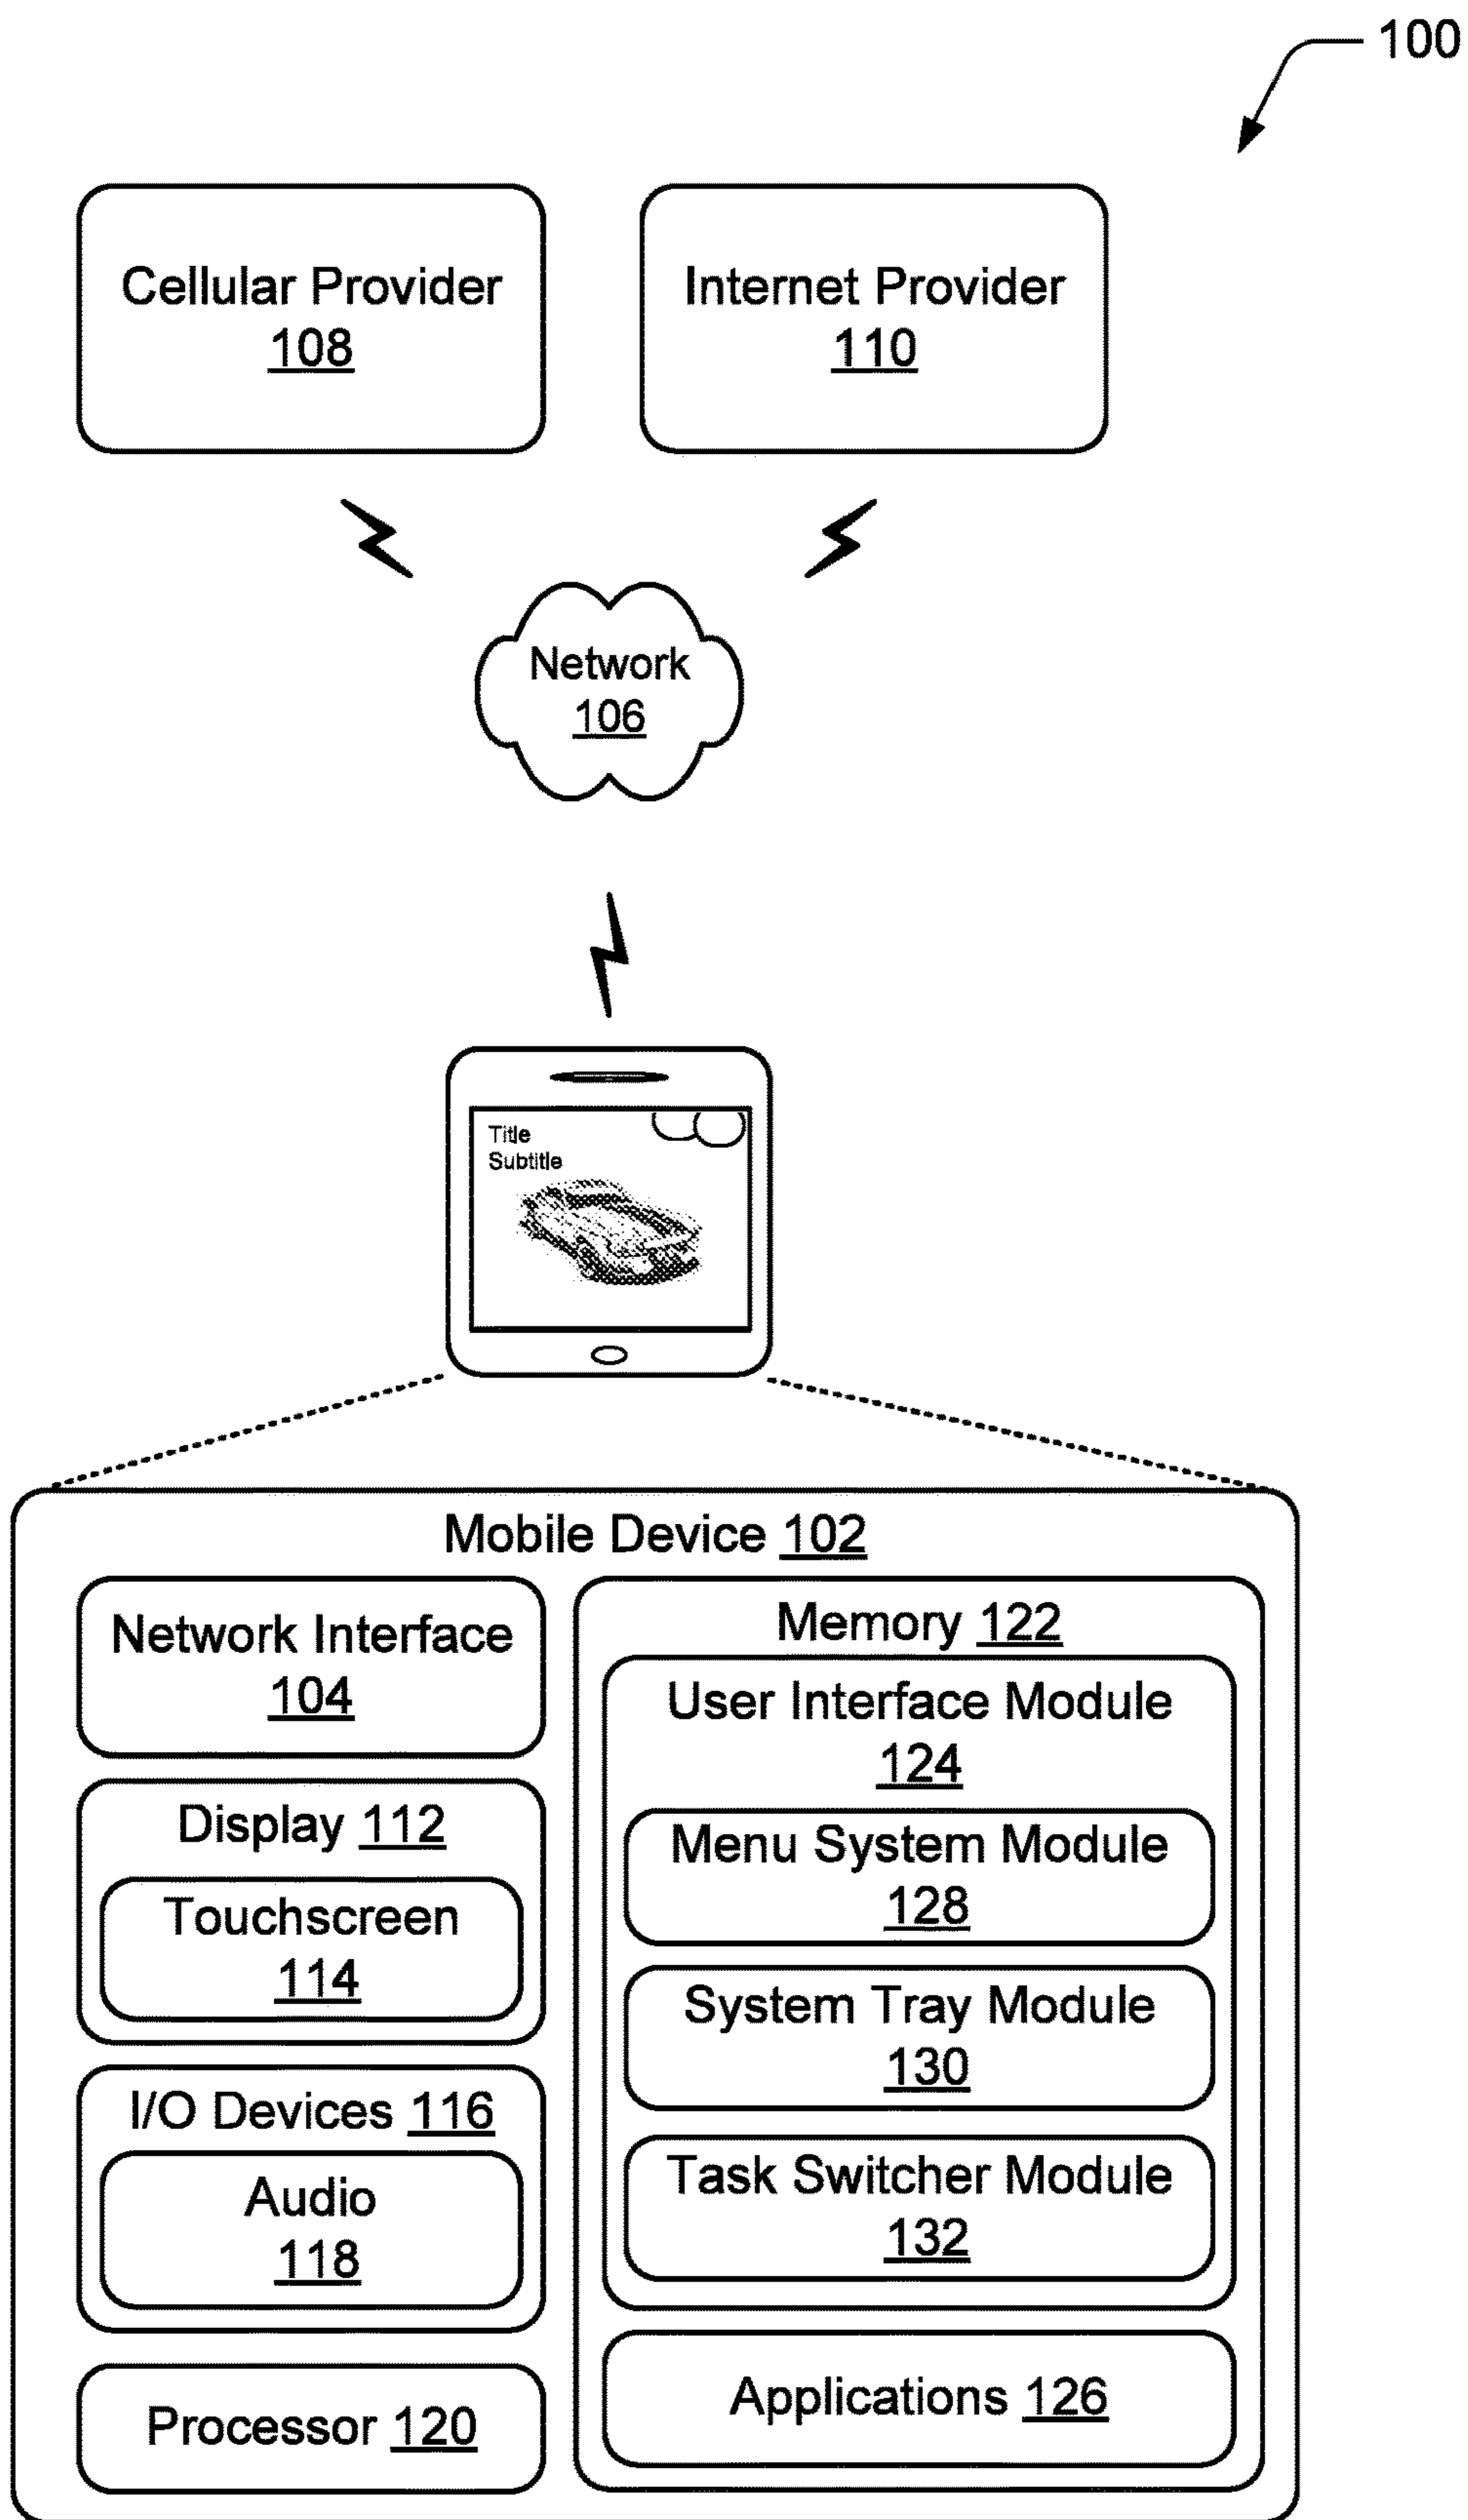 100
Cellular Provider
108
Internet Provider
110
Network
106
Title
Subtitle
Mobile Device 102
Network Interface
104
Display 112
Touchscreen
114
I/O Devices 116
Audio
118
Processor 120
Memory 122
User Interface Module
124
Menu System Module
128
System Tray Module
130
Task Switcher Module
132
Applications 126